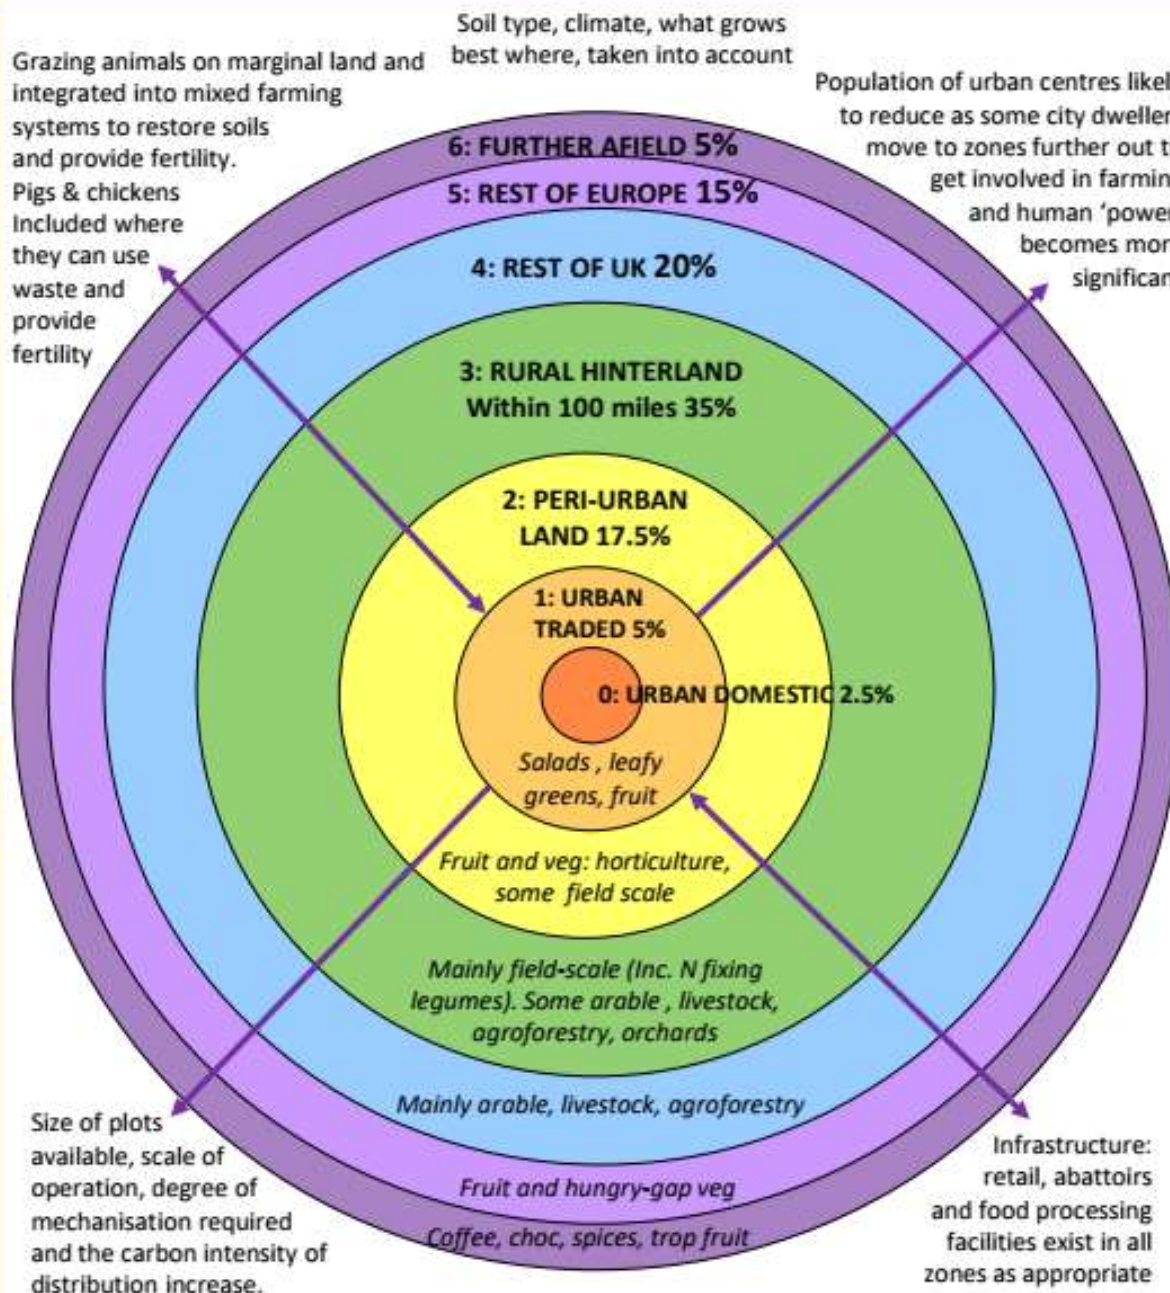 Soil type, climate, what grows
best where, taken into account
Grazing animals on marginal land and
integrated into mixed farming
systems to restore soils
and provide fertility.
Pigs & chickens
Included where
they can use
waste and
provide
fertility
Population of urban centres likel
to reduce as some city dweller
move to zones further out t
get involved in farmin
and human ‘power
becomes mor
significan
6: FURTHER AFIELD 5%
5: REST OF EUROPE 15%
4: REST OF UK 20%
3: RURAL HINTERLAND
Within 100 miles 35%
2: PERI-URBAN
LAND 17.5%
1: URBAN
TRADED 5%
0: URBAN DOMESTIC 2.5%
Salads , leafy
greens, fruit
Fruit and veg: horticulture,
some field scale
Mainly field-scale (Inc. N fixing
legumes). Some arable , livestock,
agroforestry, orchards
Mainly arable, livestock, agroforestry
Fruit and hungry-gap veg
Coffee, choc, spices, trop fruit
Size of plots
available, scale of
operation, degree of
mechanisation required
and the carbon intensity of
distribution increase.
Infrastructure:
retail, abattoirs
and food processing
facilities exist in all
zones as appropriate